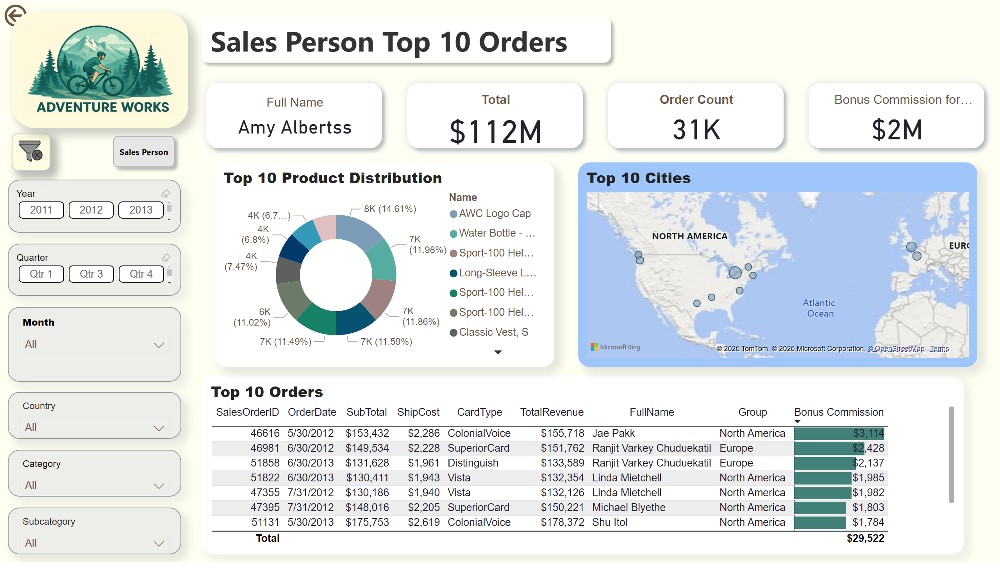 ADVENTURE WORKS
Sales Person
Year
2011 2012 2013
Quarter
Qtr 1 Qtr 3 Qtr 4
Month
All
Country
All
Category
All
Subcategory
All
Sales Person Top 10 Orders
Full Name
Amy Albertss
Total
$112M
Order Count
31K
Bonus Commission for...
$2M
Top 10 Product Distribution
8K (14.61%)
7K
(11.98%)
7K
(11.86%)
7K (11.59%)
7K (11.49%)
6K
(11.02%)
4K
(7.47%)
4K
(6.8%)
4K (6.7...)
Name
AWC Logo Cap
Water Bottle - ...
Sport-100 Hel...
Long-Sleeve L...
Sport-100 Hel...
Sport-100 Hel...
Classic Vest, S
Top 10 Cities
NORTH AMERICA
EURO
Atlantic
Ocean
Microsoft Bing
© 2025 TomTom, © 2025 Microsoft Corporation, © OpenStreetMap Terms
Top 10 Orders
SalesOrderID OrderDate SubTotal ShipCost CardType TotalRevenue FullName Group Bonus Commission
46616 5/30/2012 $153,432 $2,286 ColonialVoice $155,718 Jae Pakk North America $3,114
46981 6/30/2012 $149,534 $2,228 SuperiorCard $151,762 Ranjit Varkey Chuduekatil Europe $2,428
51858 6/30/2013 $131,628 $1,961 Distinguish $133,589 Ranjit Varkey Chuduekatil Europe $2,137
51822 6/30/2013 $130,411 $1,943 Vista $132,354 Linda Mietchell North America $1,985
47355 7/31/2012 $130,186 $1,940 Vista $132,126 Linda Mietchell North America $1,982
47395 7/31/2012 $148,016 $2,205 SuperiorCard $150,221 Michael Blyethe North America $1,803
51131 5/30/2013 $175,753 $2,619 ColonialVoice $178,372 Shu Itol North America $1,784
Total $29,522